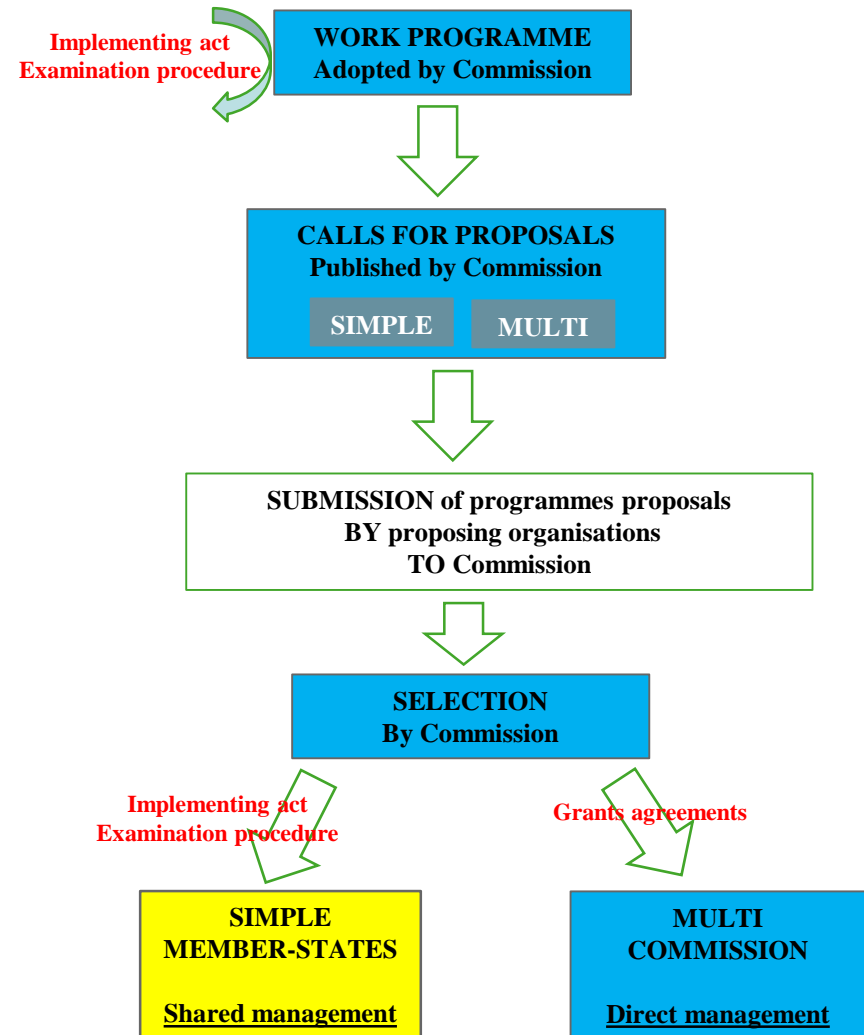 Implementing act
Examination procedure
WORK PROGRAMME
Adopted by Commission
CALLS FOR PROPOSALS
Published by Commission
SIMPLE
MULTI
SUBMISSION of programmes proposals
BY proposing organisations
TO Commission
SELECTION
By Commission
Implementing act
Examination procedure
Grants agreements
SIMPLE
MEMBER-STATES
Shared management
MULTI
COMMISSION
Direct management